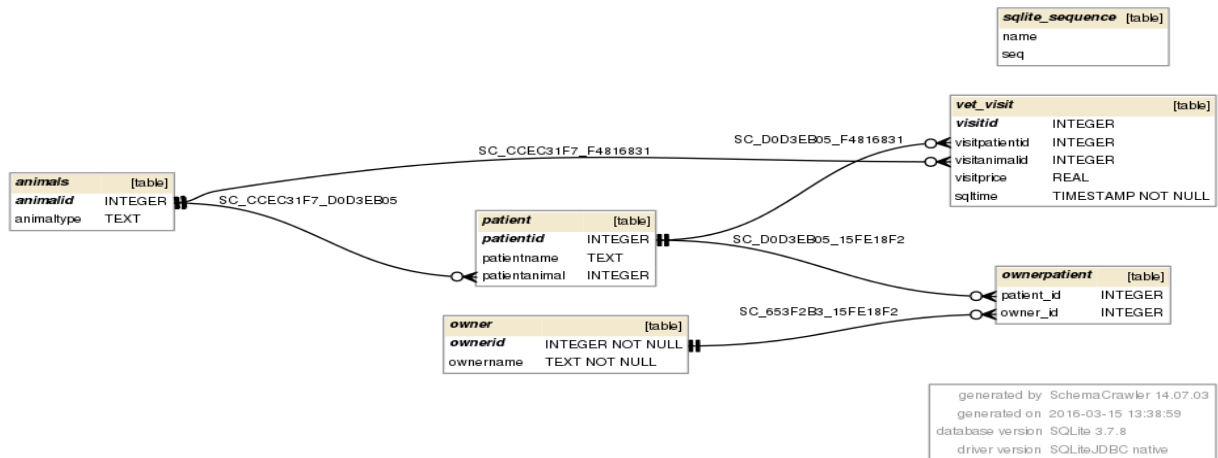 sqlite_sequence [table]
name
seq
vet_visit [table]
visitid INTEGER
visitpatientid INTEGER
visitanimalid INTEGER
visitprice REAL
sqltime TIMESTAMP NOT NULL
SC_D0D3EB05_F4816831
SC_CCEC31F7_F4816831
animals [table]
animalid INTEGER
animaltype TEXT
SC_CCEC31F7_D0D3EB05
patient [table]
patientid INTEGER
patientname TEXT
patientanimal INTEGER
SC_D0D3EB05_15FE18F2
ownerpatient [table]
patient_id INTEGER
owner_id INTEGER
SC_653F2B3_15FE18F2
owner [table]
ownerid INTEGER NOT NULL
ownername TEXT NOT NULL
generated by SchemaCrawler 14.07.03
generated on 2016-03-15 13:38:59
database version SQLite 3.7.8
driver version SQLiteJDBC native